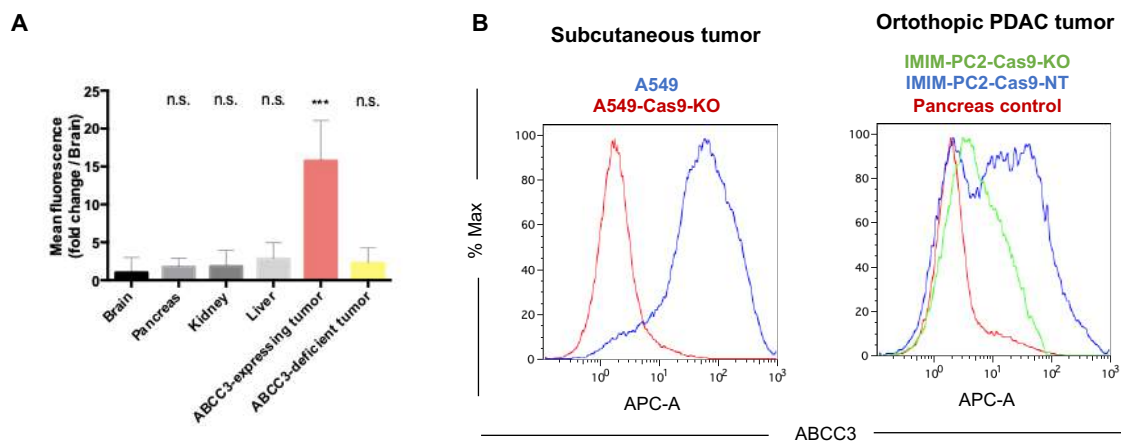 A
Mean fluorescence
(fold change / Brain)
25
20
15
10
5
0
n.s.
n.s.
n.s.
***
n.s.
Brain
Pancreas
Kidney
Liver
ABCC3-expressing tumor
ABCC3-deficient tumor
B
Subcutaneous tumor
A549
A549-Cas9-KO
% Max
100
80
60
40
20
0
10⁰
10¹
10²
10³
APC-A
Ortothopic PDAC tumor
IMIM-PC2-Cas9-KO
IMIM-PC2-Cas9-NT
Pancreas control
100
80
60
40
20
0
10⁰
10¹
10²
10³
APC-A
ABCC3